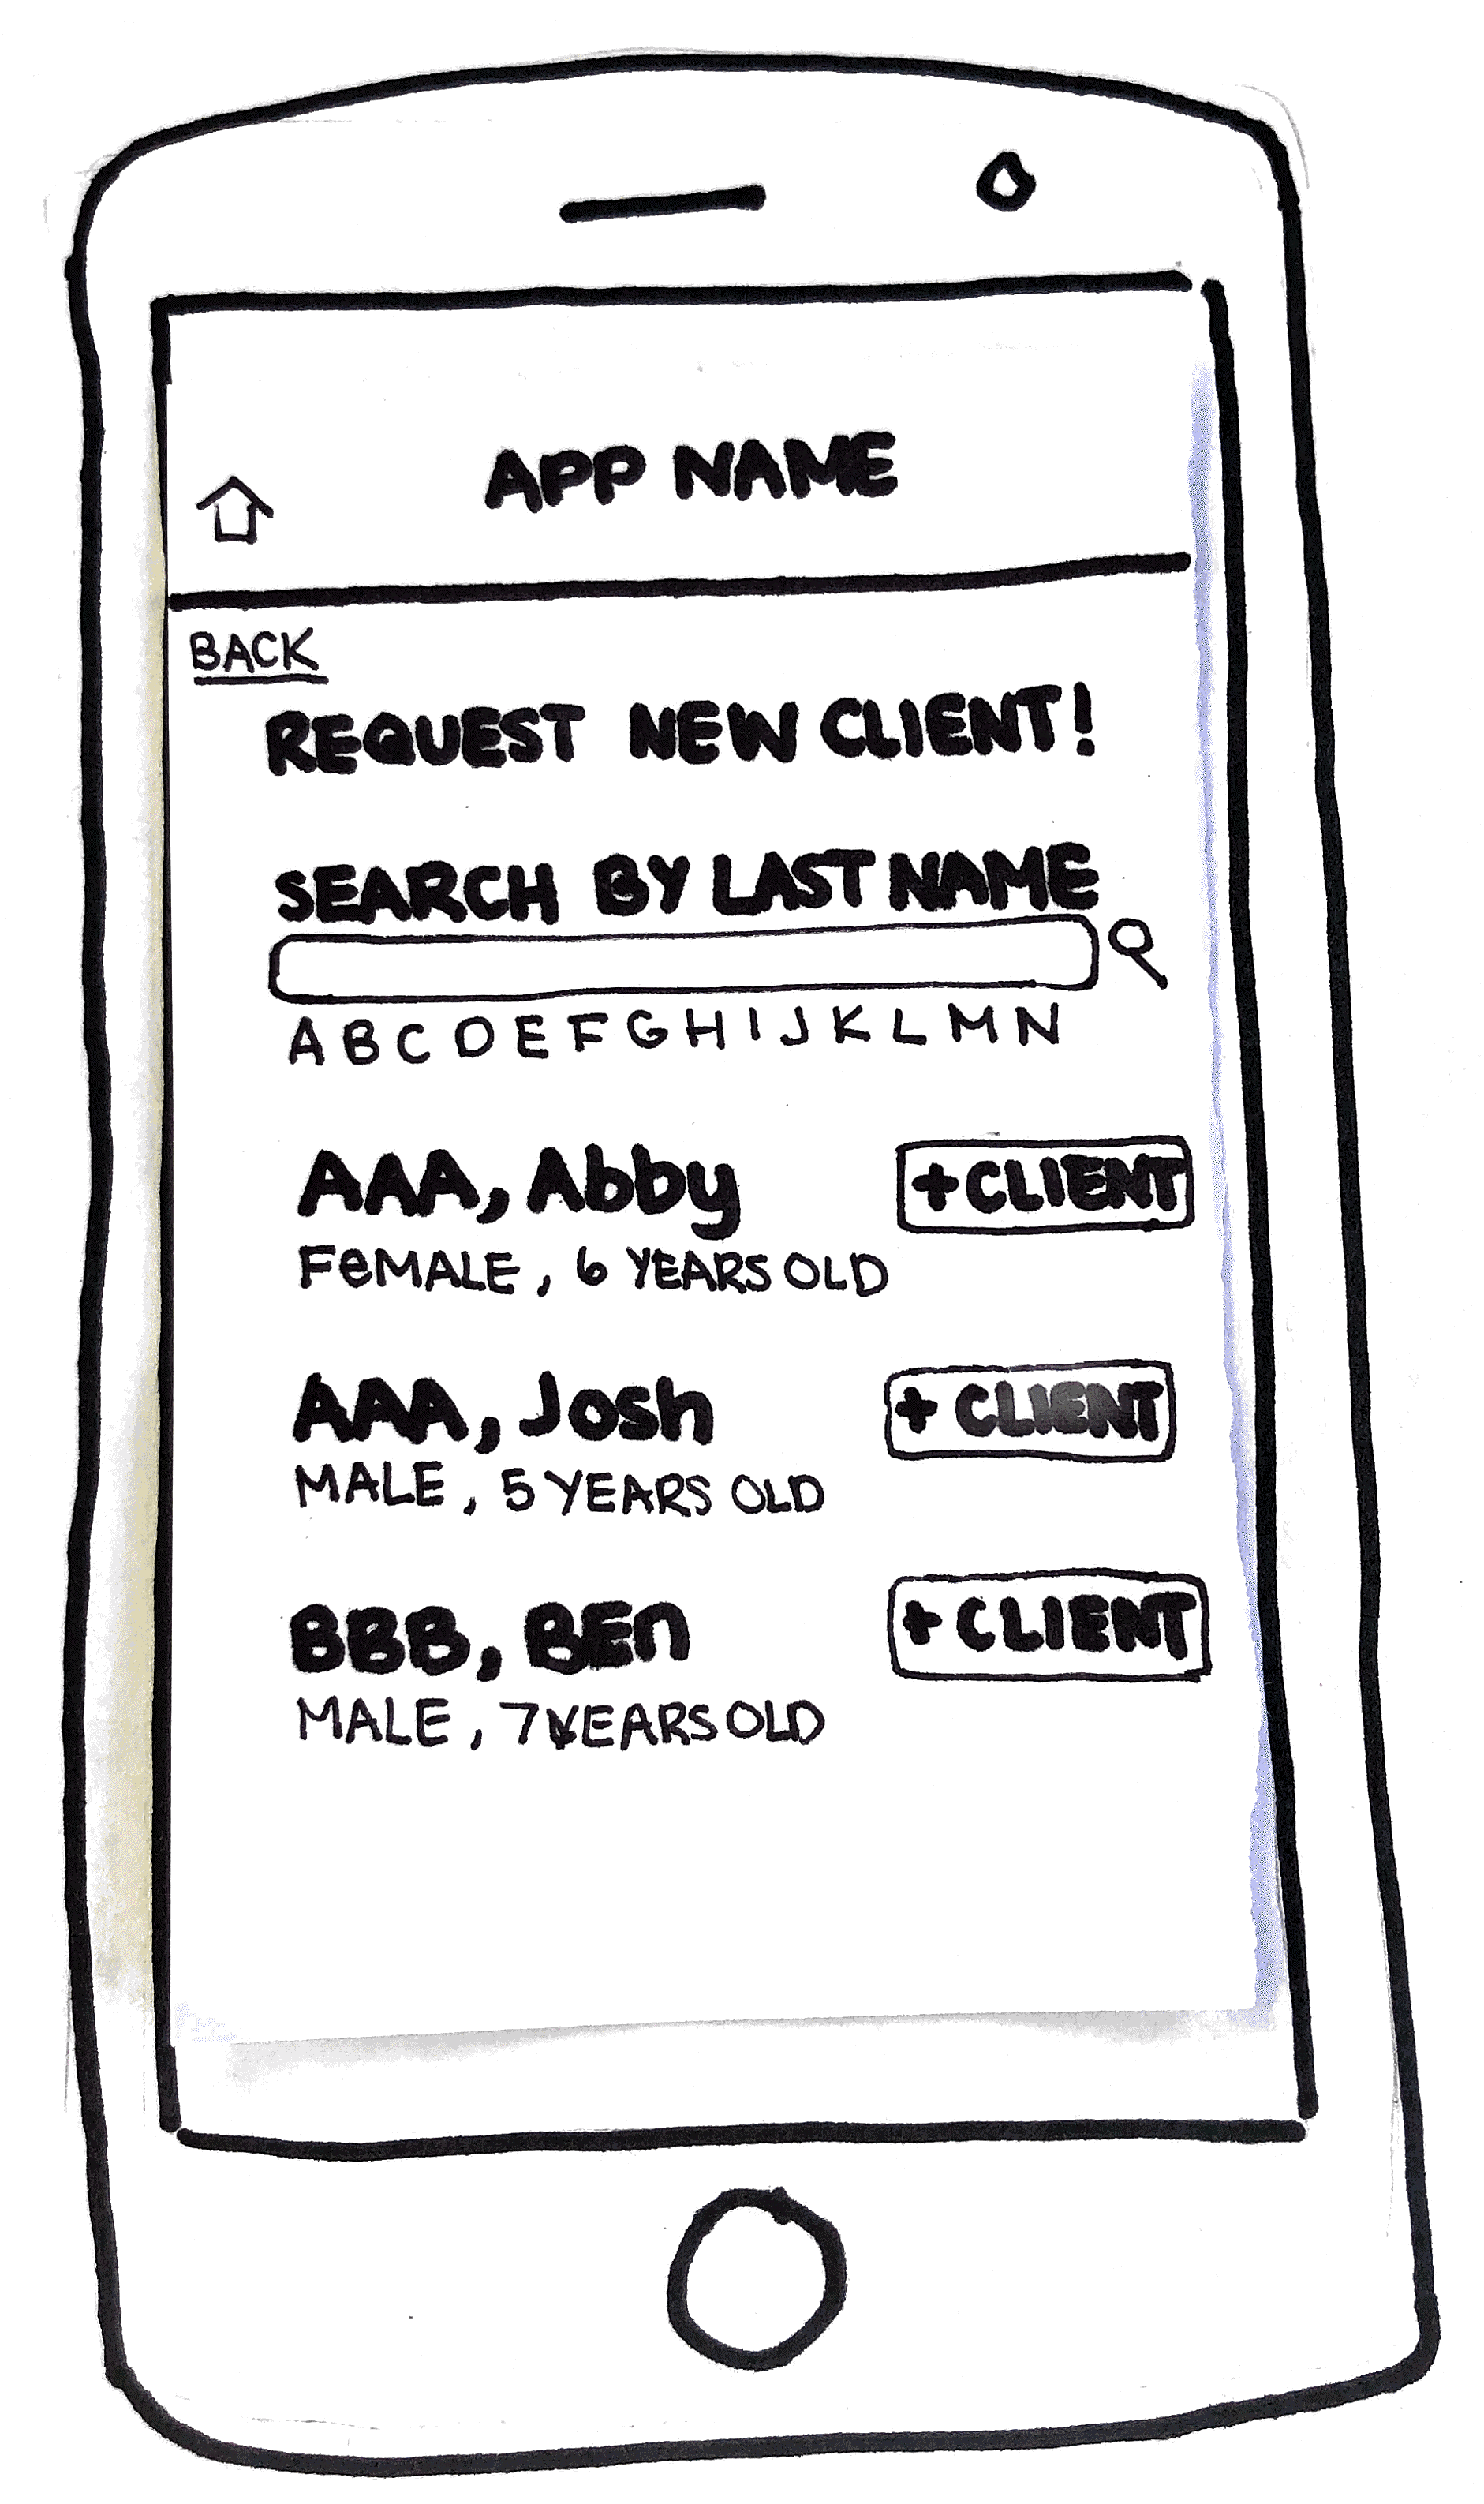 APP NAME
BACK
REQUEST NEW CLIENT!
SEARCH BY LAST NAME
A B C D E F G H I J K L M N
AAA, Abby
+CLIENT
FeMALE, 6 YEARS OLD
AAA, Josh
+ CLIENT
MALE, 5 YEARS OLD
BBB, BEn
+ CLIENT
MALE, 7 YEARS OLD